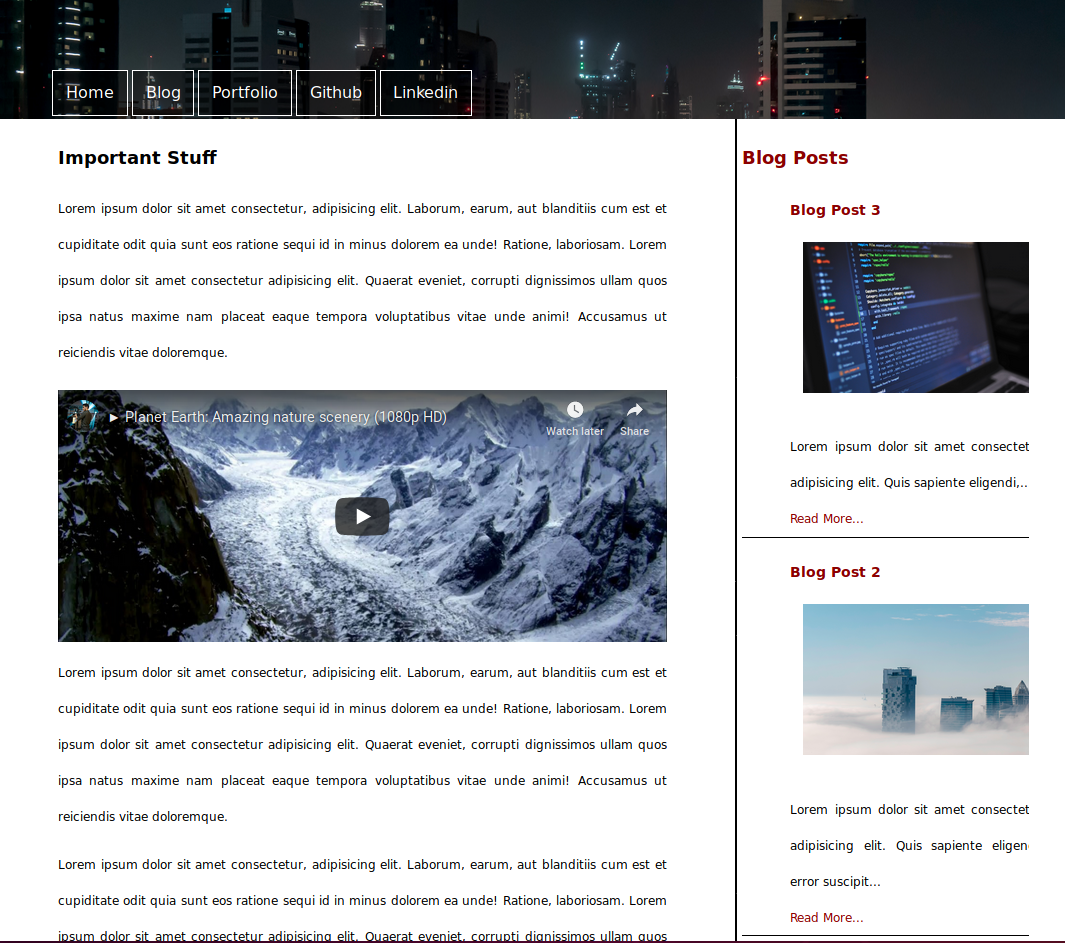 Home Blog Portfolio Github Linkedin
Important Stuff
Lorem ipsum dolor sit amet consectetur, adipisicing elit. Laborum, earum, aut blanditiis cum est et
cupiditate odit quia sunt eos ratione sequi id in minus dolorem ea unde! Ratione, laboriosam. Lorem
ipsum dolor sit amet consectetur adipisicing elit. Quaerat eveniet, corrupti dignissimos ullam quos
ipsa natus maxime nam placeat eaque tempora voluptatibus vitae unde animi! Accusamus ut
reiciendis vitae doloremque.
► Planet Earth: Amazing nature scenery (1080p HD)
Watch later Share
Lorem ipsum dolor sit amet consectetur, adipisicing elit. Laborum, earum, aut blanditiis cum est et
cupiditate odit quia sunt eos ratione sequi id in minus dolorem ea unde! Ratione, laboriosam. Lorem
ipsum dolor sit amet consectetur adipisicing elit. Quaerat eveniet, corrupti dignissimos ullam quos
ipsa natus maxime nam placeat eaque tempora voluptatibus vitae unde animi! Accusamus ut
reiciendis vitae doloremque.
Lorem ipsum dolor sit amet consectetur, adipisicing elit. Laborum, earum, aut blanditiis cum est et
cupiditate odit quia sunt eos ratione sequi id in minus dolorem ea unde! Ratione, laboriosam. Lorem
ipsum dolor sit amet consectetur adipisicing elit. Quaerat eveniet, corrupti dignissimos ullam quos
Blog Posts
Blog Post 3
Lorem ipsum dolor sit amet consectet
adipisicing elit. Quis sapiente eligendi,..
Read More...
Blog Post 2
Lorem ipsum dolor sit amet consectet
adipisicing elit. Quis sapiente eligen
error suscipit...
Read More...